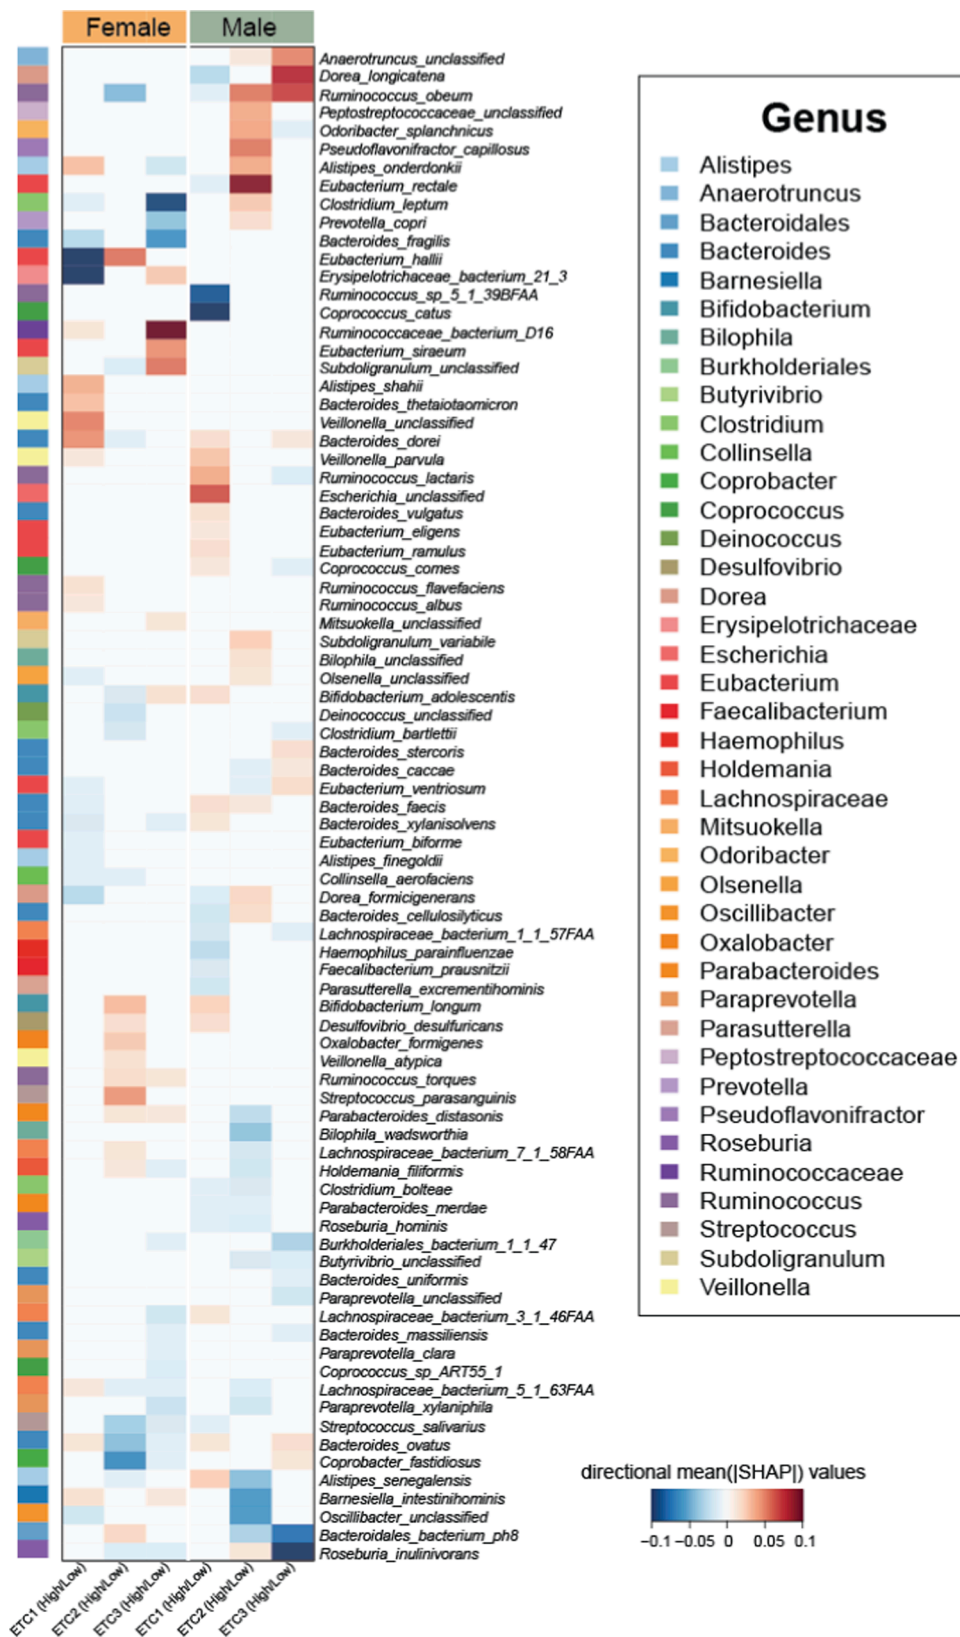 Female
Male
Anaerotruncus_unclassified
Dorea_longicatena
Ruminococcus_obeum
Peptostreptococcaceae_unclassified
Odoribacter_splanchnicus
Pseudoflavonifractor_capillosus
Alistipes_onderdonkii
Eubacterium_rectale
Clostridium_leptum
Prevotella_copri
Bacteroides_fragilis
Eubacterium_hallii
Erysipelotrichaceae_bacterium_21_3
Ruminococcus_sp_5_1_39BFAA
Coprococcus_catus
Ruminococcaceae_bacterium_D16
Eubacterium_siraeum
Subdoligranulum_unclassified
Alistipes_shahii
Bacteroides_thetaiotaomicron
Veillonella_unclassified
Bacteroides_dorei
Veillonella_parvula
Ruminococcus_lactaris
Escherichia_unclassified
Bacteroides_vulgatus
Eubacterium_eligens
Eubacterium_ramulus
Coprococcus_comes
Ruminococcus_flavefaciens
Ruminococcus_albus
Mitsuokella_unclassified
Subdoligranulum_variabile
Bilophila_unclassified
Olsenella_unclassified
Bifidobacterium_adolescentis
Deinococcus_unclassified
Clostridium_bartlettii
Bacteroides_stercoris
Bacteroides_caccae
Eubacterium_ventriosum
Bacteroides_faecis
Bacteroides_xylanisolvens
Eubacterium_biforme
Alistipes_finegoldii
Collinsella_aerofaciens
Dorea_formicigenerans
Bacteroides_cellulosilyticus
Lachnospiraceae_bacterium_1_1_57FAA
Haemophilus_parainfluenzae
Faecalibacterium_prausnitzii
Parasutterella_excrementihominis
Bifidobacterium_longum
Desulfovibrio_desulfuricans
Oxalobacter_formigenes
Veillonella_atypica
Ruminococcus_torques
Streptococcus_parasanguinis
Parabacteroides_distasonis
Bilophila_wadsworthia
Lachnospiraceae_bacterium_7_1_58FAA
Holdemania_filiformis
Clostridium_bolteae
Parabacteroides_merdae
Roseburia_hominis
Burkholderiales_bacterium_1_1_47
Butyrivibrio_unclassified
Bacteroides_uniformis
Paraprevotella_unclassified
Lachnospiraceae_bacterium_3_1_46FAA
Bacteroides_massiliensis
Paraprevotella_clara
Coprococcus_sp_ART55_1
Lachnospiraceae_bacterium_5_1_63FAA
Paraprevotella_xylaniphila
Streptococcus_salivarius
Bacteroides_ovatus
Coprobacter_fastidiosus
Alistipes_senegalensis
Barnesiella_intestinihominis
Oscillibacter_unclassified
Bacteroidales_bacterium_ph8
Roseburia_inulinivorans
ETC1 (High/Low)
ETC2 (High/Low)
ETC3 (High/Low)
ETC1 (High/Low)
ETC2 (High/Low)
ETC3 (High/Low)
Genus
Alistipes
Anaerotruncus
Bacteroidales
Bacteroides
Barnesiella
Bifidobacterium
Bilophila
Burkholderiales
Butyrivibrio
Clostridium
Collinsella
Coprobacter
Coprococcus
Deinococcus
Desulfovibrio
Dorea
Erysipelotrichaceae
Escherichia
Eubacterium
Faecalibacterium
Haemophilus
Holdemania
Lachnospiraceae
Mitsuokella
Odoribacter
Olsenella
Oscillibacter
Oxalobacter
Parabacteroides
Paraprevotella
Parasutterella
Peptostreptococcaceae
Prevotella
Pseudoflavonifractor
Roseburia
Ruminococcaceae
Ruminococcus
Streptococcus
Subdoligranulum
Veillonella
directional mean(|SHAP|) values
−0.1 −0.05 0 0.05 0.1